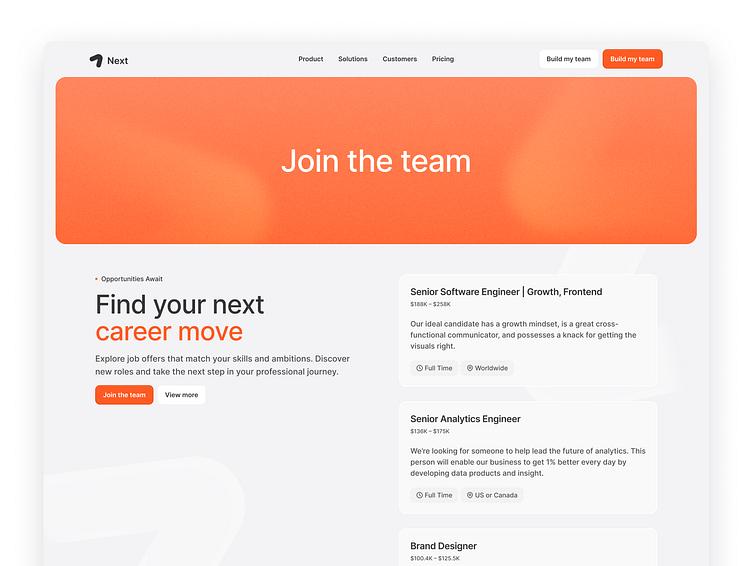 Next
Product Solutions Customers Pricing
Build my team Build my team
Join the team
Opportunities Await
Find your next
career move
Explore job offers that match your skills and ambitions. Discover
new roles and take the next step in your professional journey.
Join the team View more
Senior Software Engineer | Growth, Frontend
$188K – $258K
Our ideal candidate has a growth mindset, is a great cross-
functional communicator, and possesses a knack for getting the
visuals right.
Full Time Worldwide
Senior Analytics Engineer
$136K – $175K
We're looking for someone to help lead the future of analytics. This
person will enable our business to get 1% better every day by
developing data products and insight.
Full Time US or Canada
Brand Designer
$100.4K – $125.5K